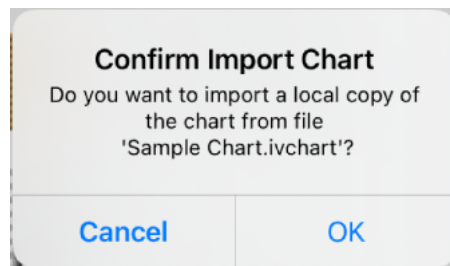 Confirm Import Chart
Do you want to import a local copy of
the chart from file
'Sample Chart.ivchart'?
Cancel
OK